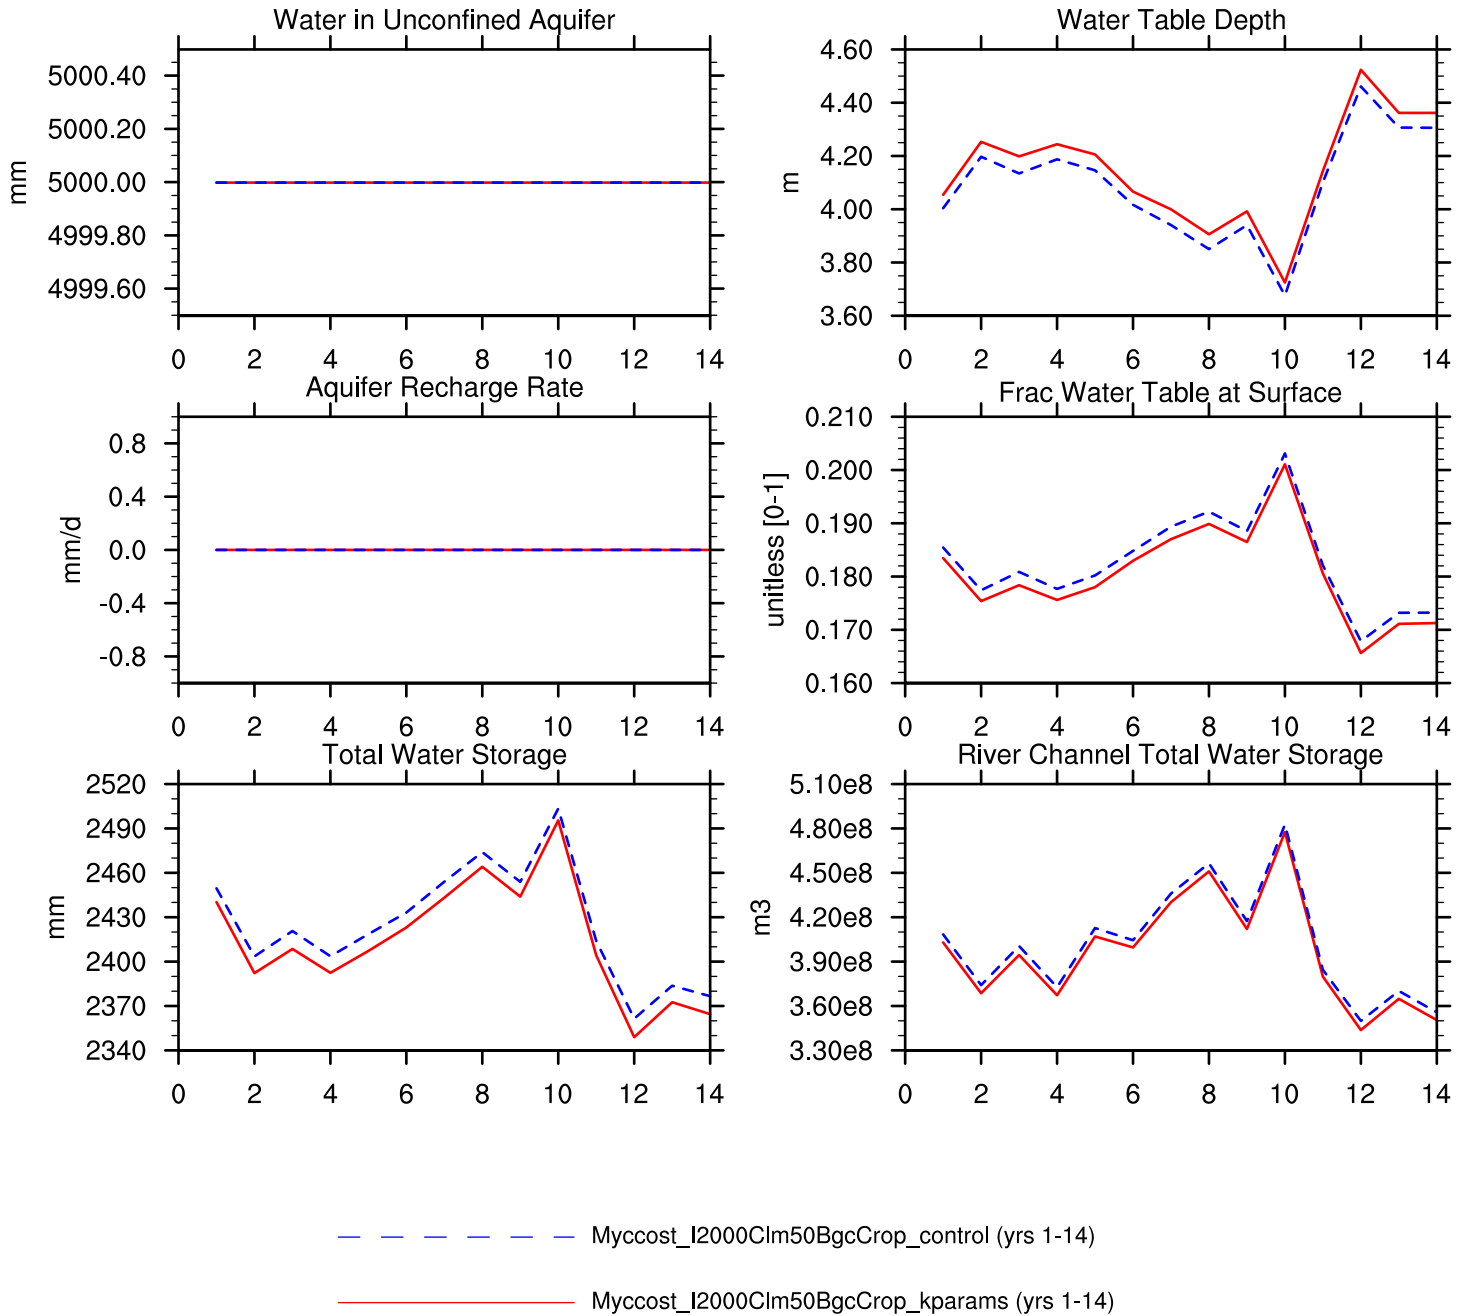 Water in Unconfined Aquifer
mm
5000.40
5000.20
5000.00
4999.80
4999.60
0 2 4 6 8 10 12 14
Water Table Depth
m
4.60
4.40
4.20
4.00
3.80
3.60
0 2 4 6 8 10 12 14
Aquifer Recharge Rate
mm/d
0.8
0.4
0.0
-0.4
-0.8
0 2 4 6 8 10 12 14
Frac Water Table at Surface
unitless [0-1]
0.210
0.200
0.190
0.180
0.170
0.160
0 2 4 6 8 10 12 14
Total Water Storage
mm
2520
2490
2460
2430
2400
2370
2340
0 2 4 6 8 10 12 14
River Channel Total Water Storage
m3
5.10e8
4.80e8
4.50e8
4.20e8
3.90e8
3.60e8
3.30e8
0 2 4 6 8 10 12 14
Myccost_I2000Clm50BgcCrop_control (yrs 1-14)
Myccost_I2000Clm50BgcCrop_kparams (yrs 1-14)